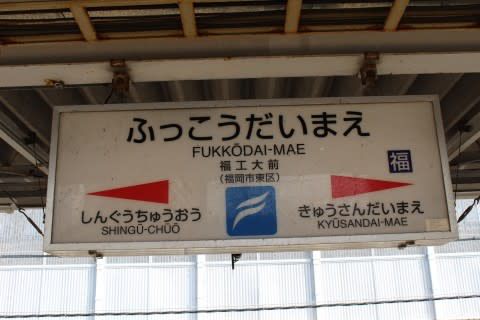 ふっこうだいまえ
FUKKŌDAI-MAE
福工大前
(福岡市東区)
福
しんぐうちゅうおう
SHINGŪ-CHŪŌ
きゅうさんだいまえ
KYŪSANDAI-MAE